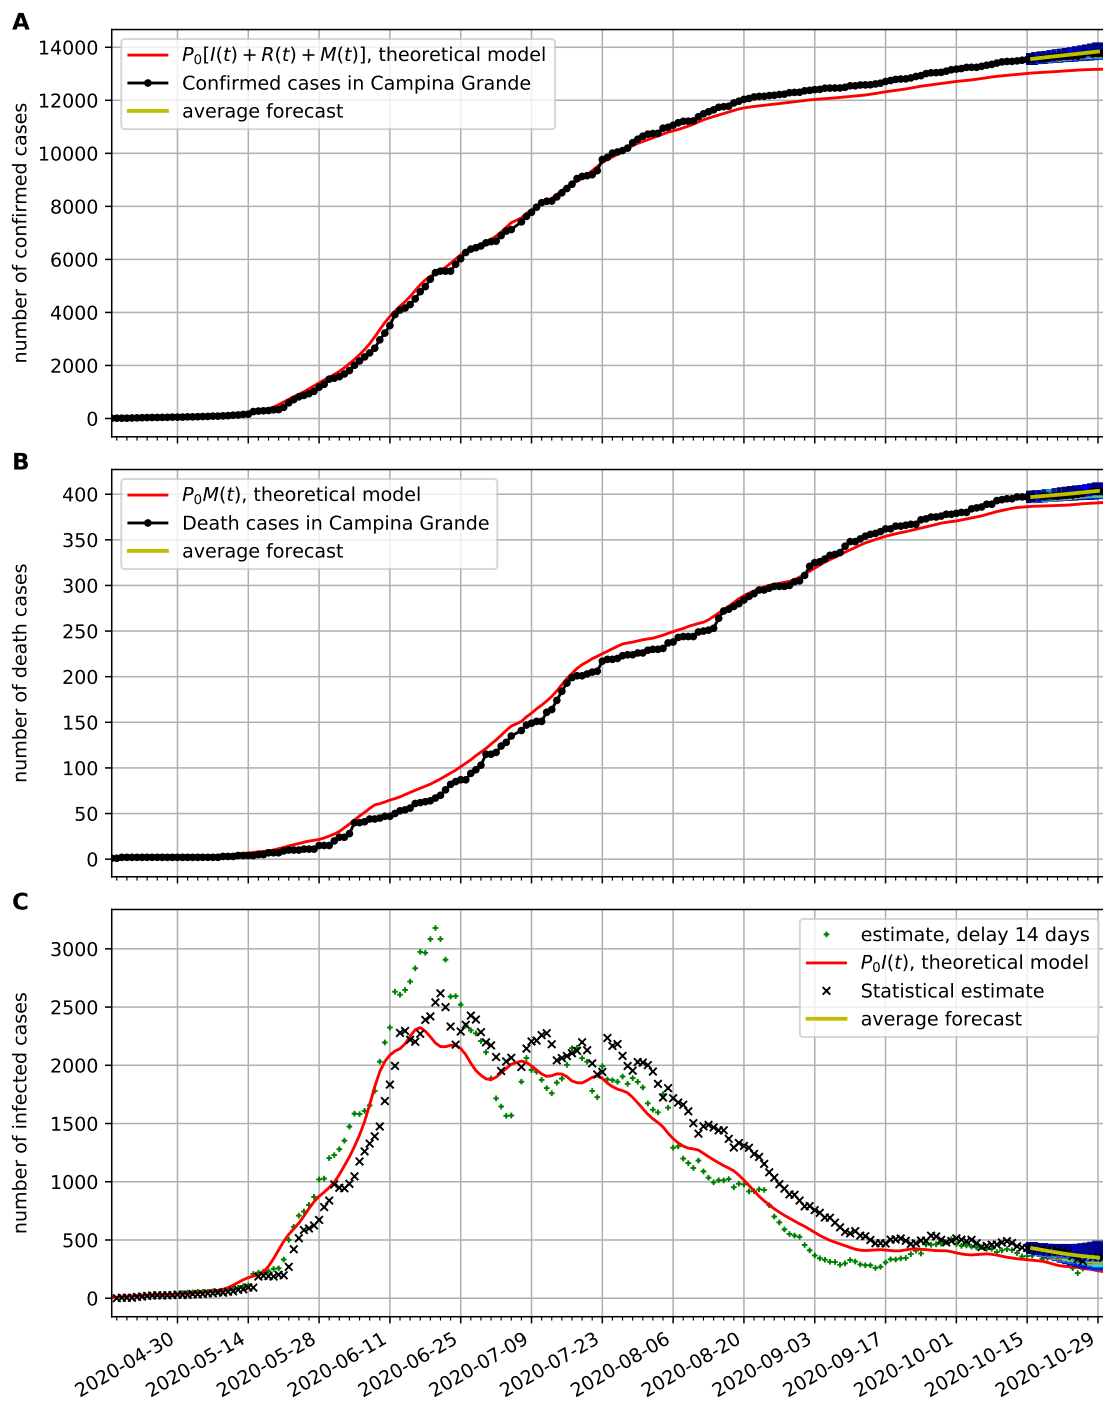 A
number of confirmed cases
14000
12000
10000
8000
6000
4000
2000
0
P₀[I(t) + R(t) + M(t)], theoretical model
Confirmed cases in Campina Grande
average forecast
B
number of death cases
400
350
300
250
200
150
100
50
0
P₀M(t), theoretical model
Death cases in Campina Grande
average forecast
C
number of infected cases
3000
2500
2000
1500
1000
500
0
estimate, delay 14 days
P₀I(t), theoretical model
Statistical estimate
average forecast
2020-04-30
2020-05-14
2020-05-28
2020-06-11
2020-06-25
2020-07-09
2020-07-23
2020-08-06
2020-08-20
2020-09-03
2020-09-17
2020-10-01
2020-10-15
2020-10-29